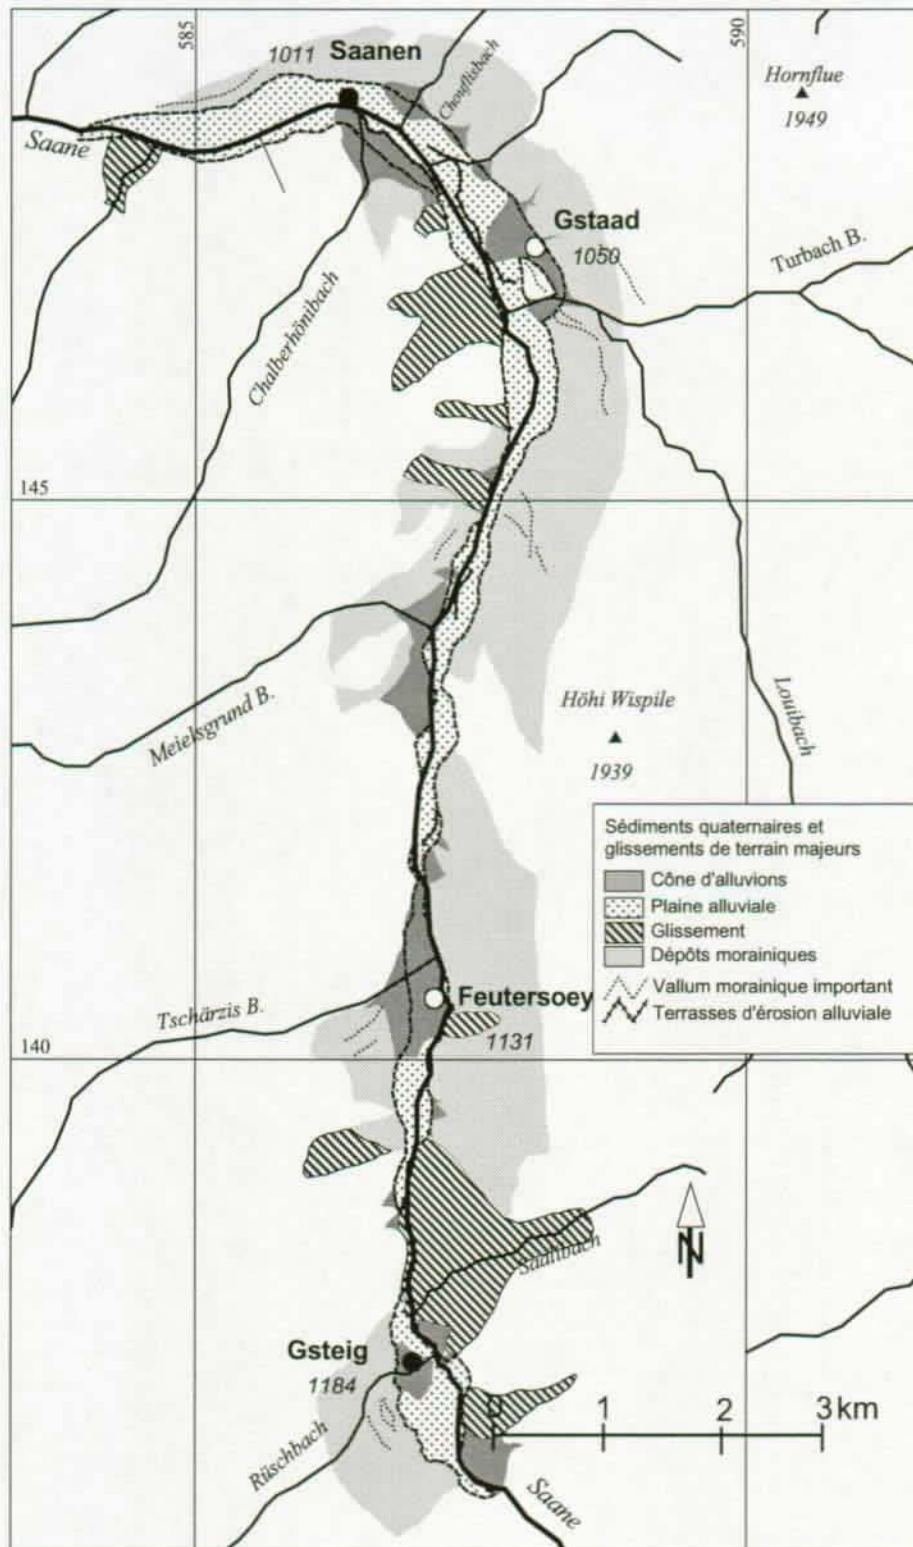 585
590
1011 Saanen
Chouflisbach
Hornflue
1949
Saane
Gstaad
1050
Turbach B.
Chalberhönibach
145
Meielsgrund B.
Höhi Wispile
1939
Louibach
Sédiments quaternaires et
glissements de terrain majeurs
Cône d'alluvions
Plaine alluviale
Glissement
Dépôts morainiques
Vallum morainique important
Terrasses d'érosion alluviale
Tschärzis B.
Feutersoey
1131
140
N
Gsteig
1184
0 1 2 3 km
Rüschbach
Saane